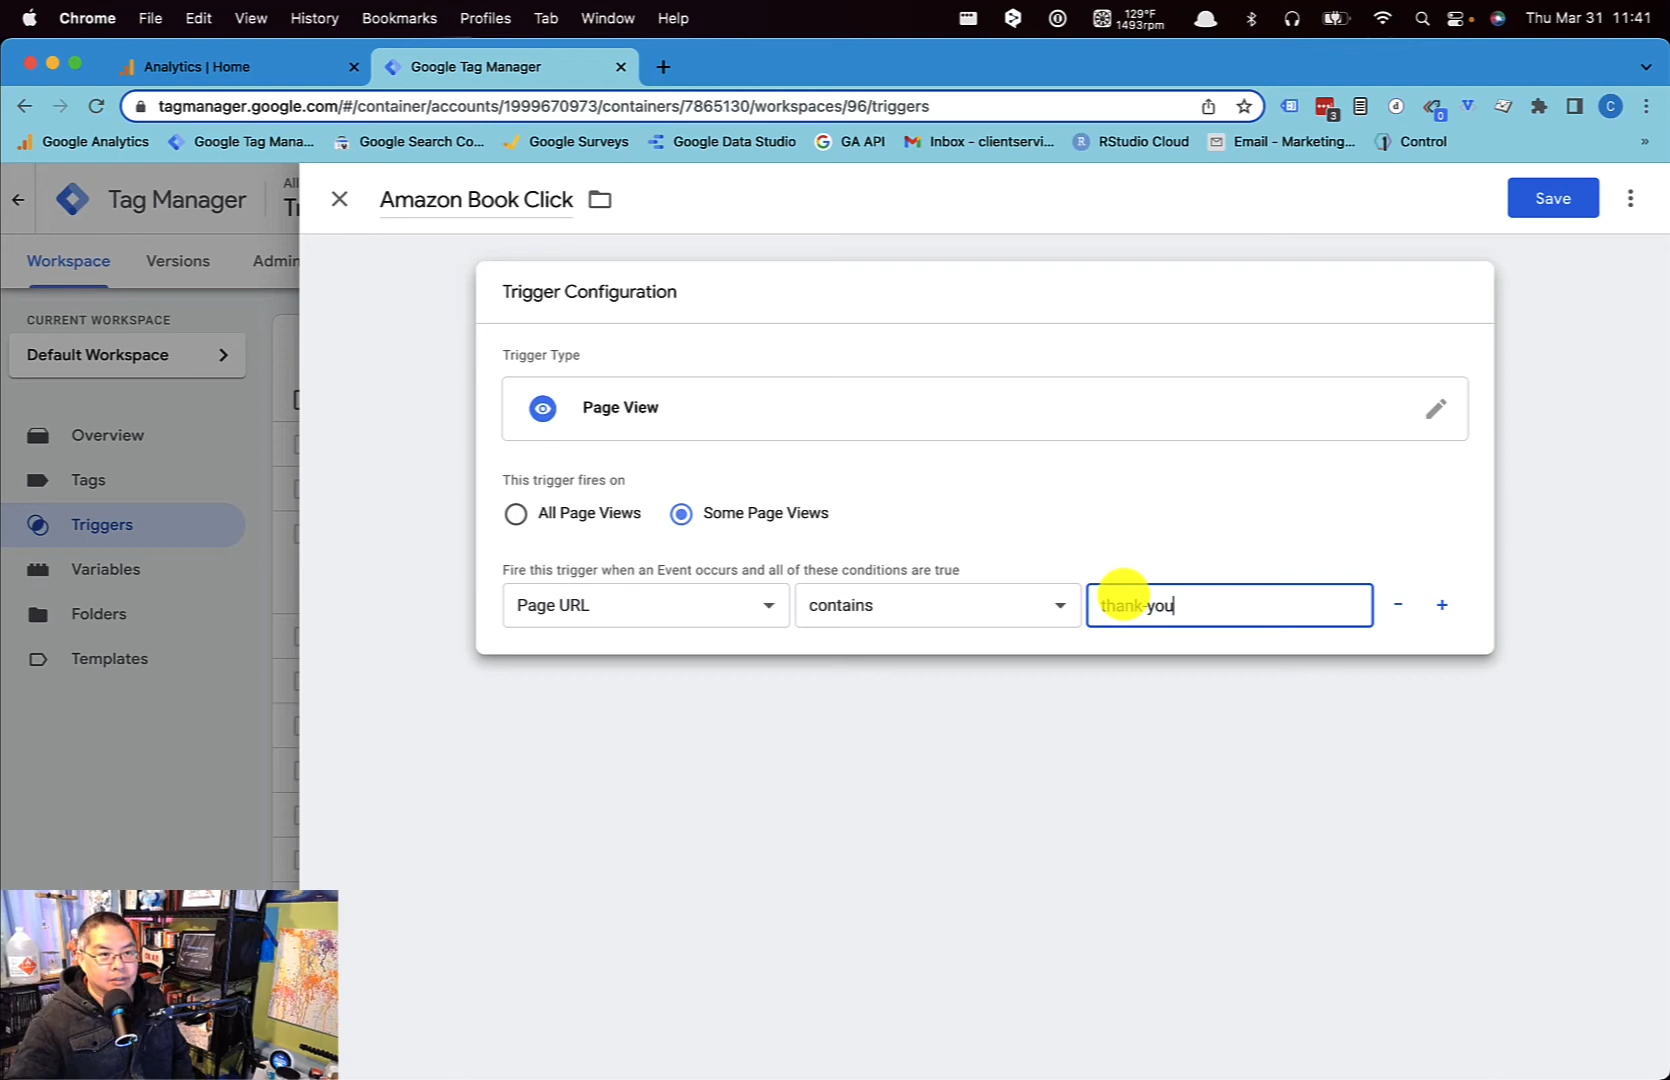 Chrome File Edit View History Bookmarks Profiles Tab Window Help 129°F 1493rpm Thu Mar 31 11:41
Analytics | Home Google Tag Manager
tagmanager.google.com/#/container/accounts/1999670973/containers/7865130/workspaces/96/triggers 3 d 0 C
Google Analytics Google Tag Mana... Google Search Co... Google Surveys Google Data Studio GA API Inbox - clientservi... RStudio Cloud Email - Marketing... Control »
Tag Manager All Tr Amazon Book Click Save
Workspace Versions Admin
Trigger Configuration
CURRENT WORKSPACE
Default Workspace
Trigger Type
Page View
Overview
Tags
This trigger fires on
Triggers
All Page Views Some Page Views
Variables
Fire this trigger when an Event occurs and all of these conditions are true
Page URL contains thank-you - +
Folders
Templates